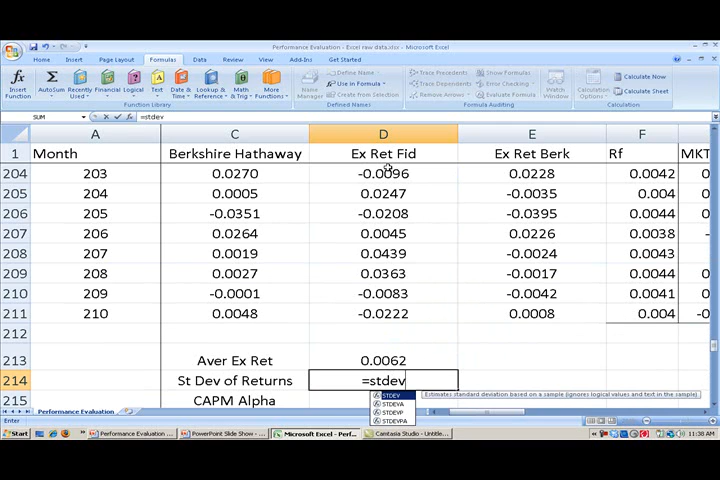 Performance Evaluation - Excel raw data.xlsx - Microsoft Excel
Home Insert Page Layout Formulas Data Review View Add-Ins Get Started
Insert Function AutoSum Recently Used Financial Logical Text Date & Time Lookup & Reference Math & Trig More Functions
Name Manager Define Name Use in Formula Create from Selection
Trace Precedents Trace Dependents Remove Arrows Show Formulas Error Checking Evaluate Formula Watch Window
Calculation Options Calculate Now Calculate Sheet
Function Library Defined Names Formula Auditing Calculation
SUM =stdev
A C D E F
1 Month Berkshire Hathaway Ex Ret Fid Ex Ret Berk Rf MKT
204 203 0.0270 -0.0096 0.0228 0.0042 0
205 204 0.0005 0.0247 -0.0035 0.004 0
206 205 -0.0351 -0.0208 -0.0395 0.0044 0
207 206 0.0264 0.0045 0.0226 0.0038 -
208 207 0.0019 0.0439 -0.0024 0.0043
209 208 0.0027 0.0363 -0.0017 0.0044 0
210 209 -0.0001 -0.0083 -0.0042 0.0041 0
211 210 0.0048 -0.0222 0.0008 0.004 -0
212
213 Aver Ex Ret 0.0062
214 St Dev of Returns =stdev
STDEV Estimates standard deviation based on a sample (ignores logical values and text in the sample)
215 CAPM Alpha STDEVA
STDEVP
Performance Evaluation STDEVPA
Enter 100%
Start Performance Evaluation ... PowerPoint Slide Show - ... Microsoft Excel - Perf... Camtasia Studio - Untitle... 11:38 AM